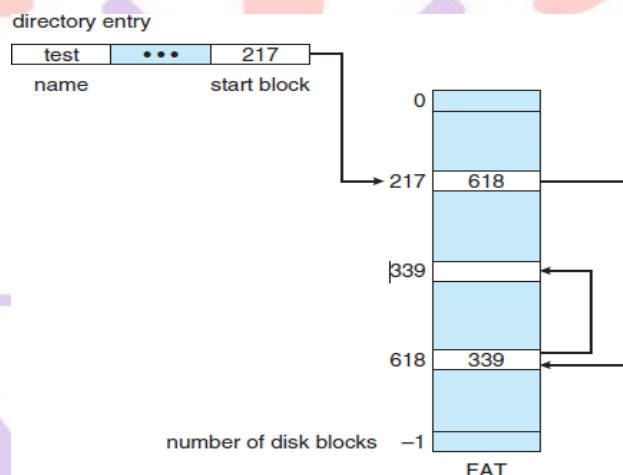 directory entry
test ••• 217
name start block
0
217 618
339
618 339
number of disk blocks –1
FAT